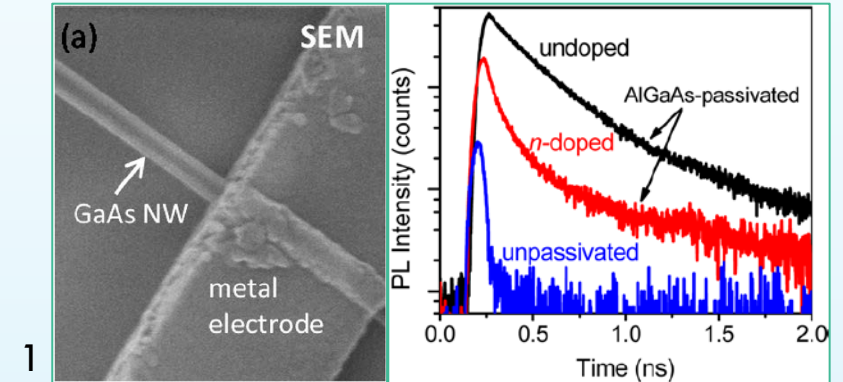 (a)
SEM
GaAs NW
metal
electrode
1
PL Intensity (counts)
undoped
AlGaAs-passivated
n-doped
unpassivated
0.0 0.5 1.0 1.5 2.0
Time (ns)